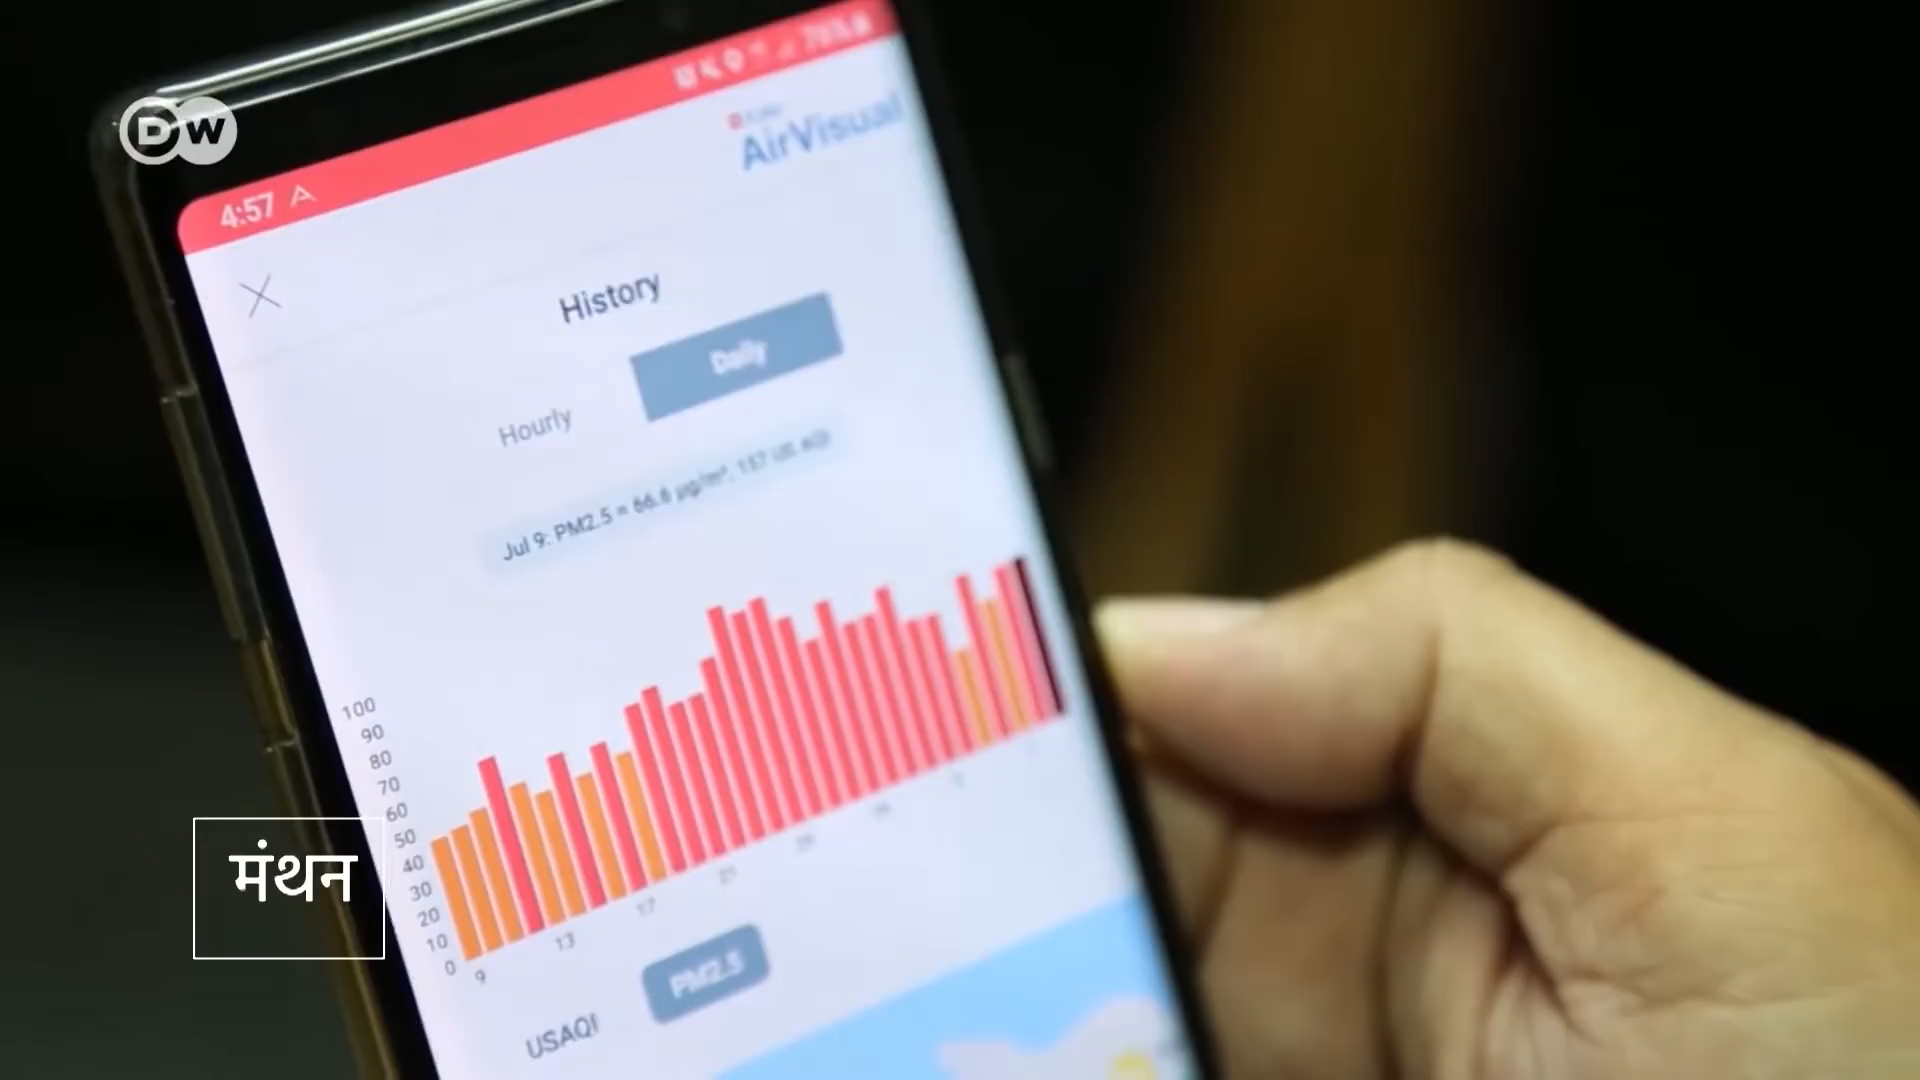 DW
4:57
AirVisual
History
Hourly
Daily
Jul 9: PM2.5 = 66.6 µg/m³, 157 US AQI
100
90
80
70
60
50
40
30
20
10
0
9
13
17
21
USAQI
PM2.5
मंथन